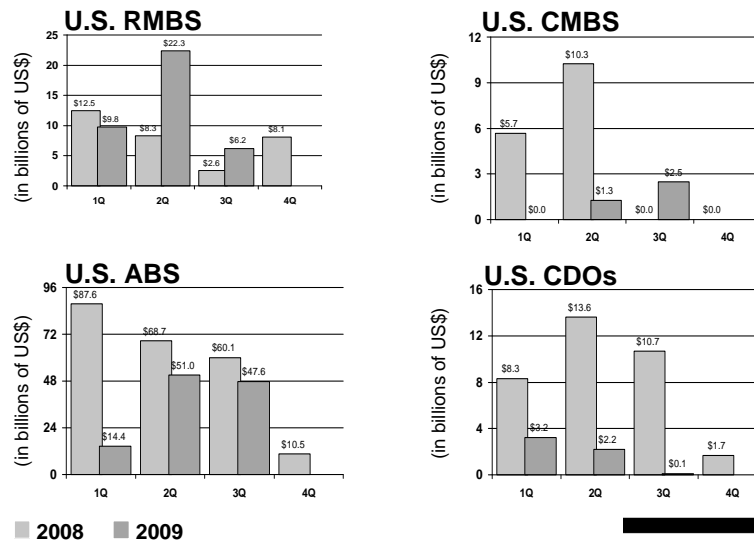 U.S. RMBS
(in billions of US$)
25
20
15
10
5
0
$12.5
$9.8
$8.3
$22.3
$2.6
$6.2
$8.1
1Q
2Q
3Q
4Q
U.S. CMBS
(in billions of US$)
12
9
6
3
0
$5.7
$0.0
$10.3
$1.3
$0.0
$2.5
$0.0
1Q
2Q
3Q
4Q
U.S. ABS
(in billions of US$)
96
72
48
24
0
$87.6
$14.4
$68.7
$51.0
$60.1
$47.6
$10.5
1Q
2Q
3Q
4Q
U.S. CDOs
(in billions of US$)
16
12
8
4
0
$8.3
$3.2
$13.6
$2.2
$10.7
$0.1
$1.7
1Q
2Q
3Q
4Q
2008 2009